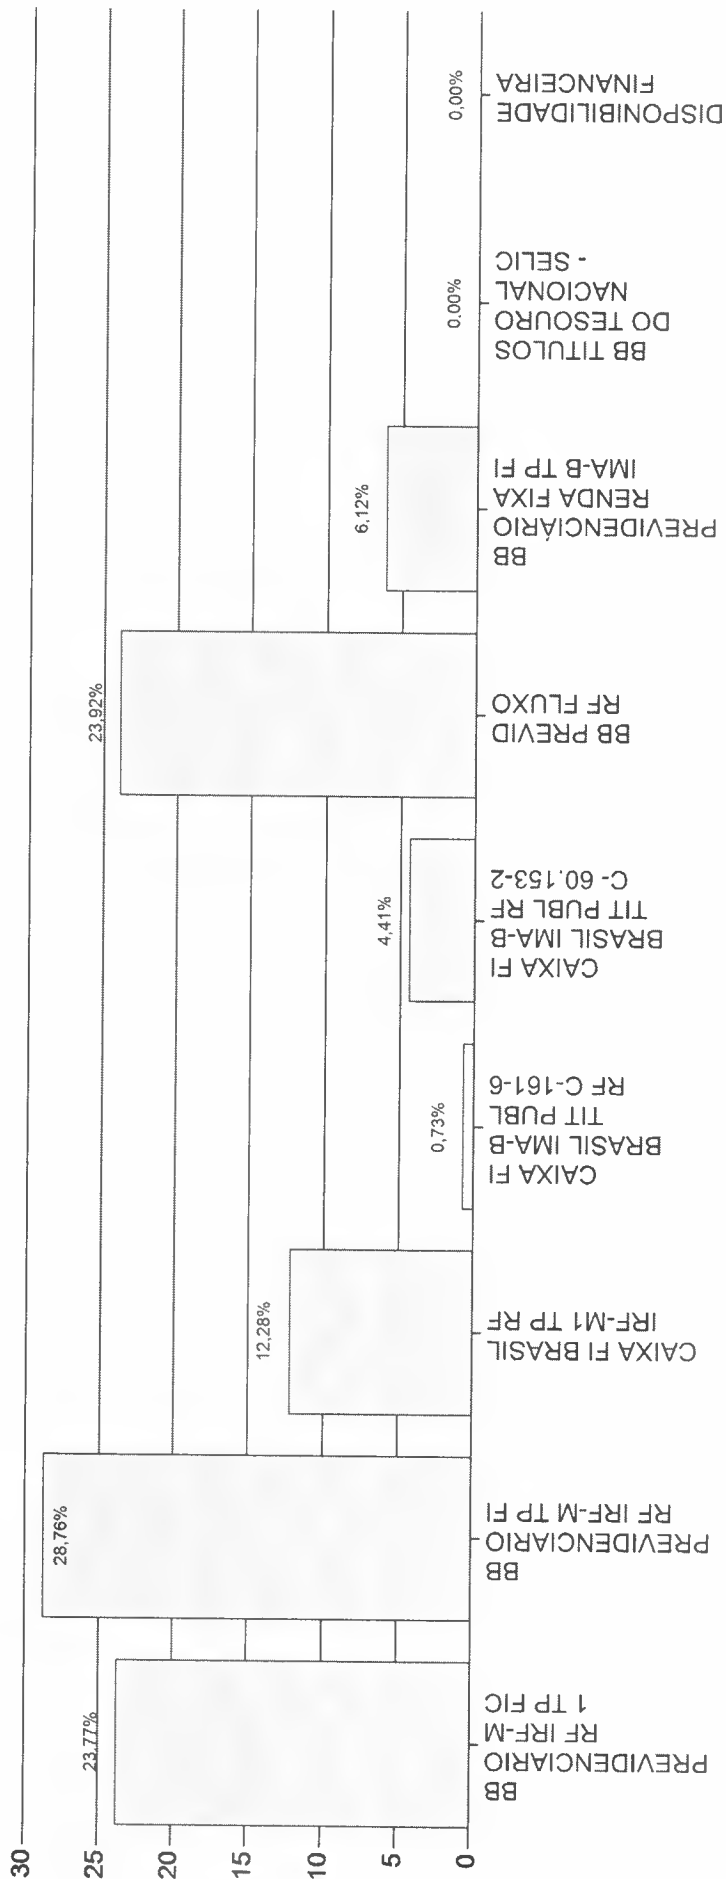 30
25
20
15
10
5
0
23,77%
28,76%
12,28%
0,73%
4,41%
23,92%
6,12%
0.00%
0,00%
BB
PREVIDENCIARIO
RF IRF-M
1 TP FIC
BB
PREVIDENCIARIO
RF IRF-M TP FI
CAIXA FI BRASIL
IRF-M1 TP RF
CAIXA FI
BRASIL IMA-B
TIT PUBL
RF C-161-6
CAIXA FI
BRASIL IMA-B
TIT PUBL RF
C- 60.153-2
BB PREVID
RF FLUXO
BB
PREVIDENCIÁRIO
RENDA FIXA
IMA-B TP FI
BB TITULOS
DO TESOURO
NACIONAL
- SELIC
DISPONIBILIDADE
FINANCEIRA